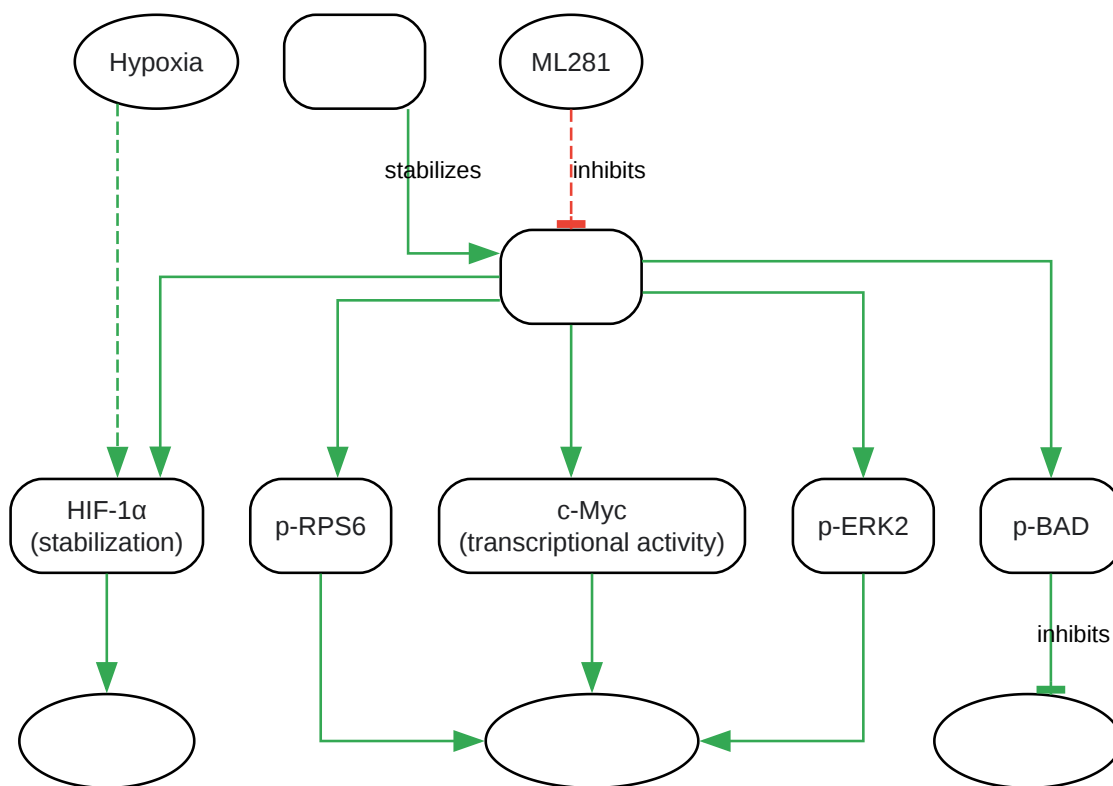 Hypoxia
ML281
stabilizes
inhibits
HIF-1α
(stabilization)
p-RPS6
c-Myc
(transcriptional activity)
p-ERK2
p-BAD
inhibits